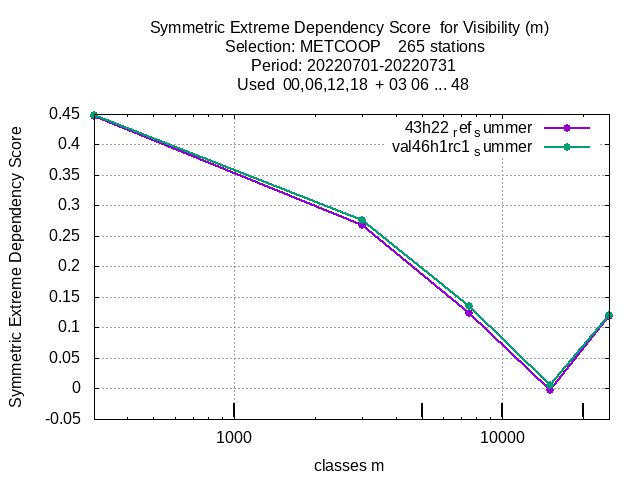 Symmetric Extreme Dependency Score for Visibility (m)
Selection: METCOOP 265 stations
Period: 20220701-20220731
Used 00,06,12,18 + 03 06 ... 48
43h22 ref summer
val46h1rc1 summer
0.45
0.4
0.35
0.3
0.25
0.2
0.15
0.1
0.05
0
-0.05
Symmetric Extreme Dependency Score
1000
10000
classes m